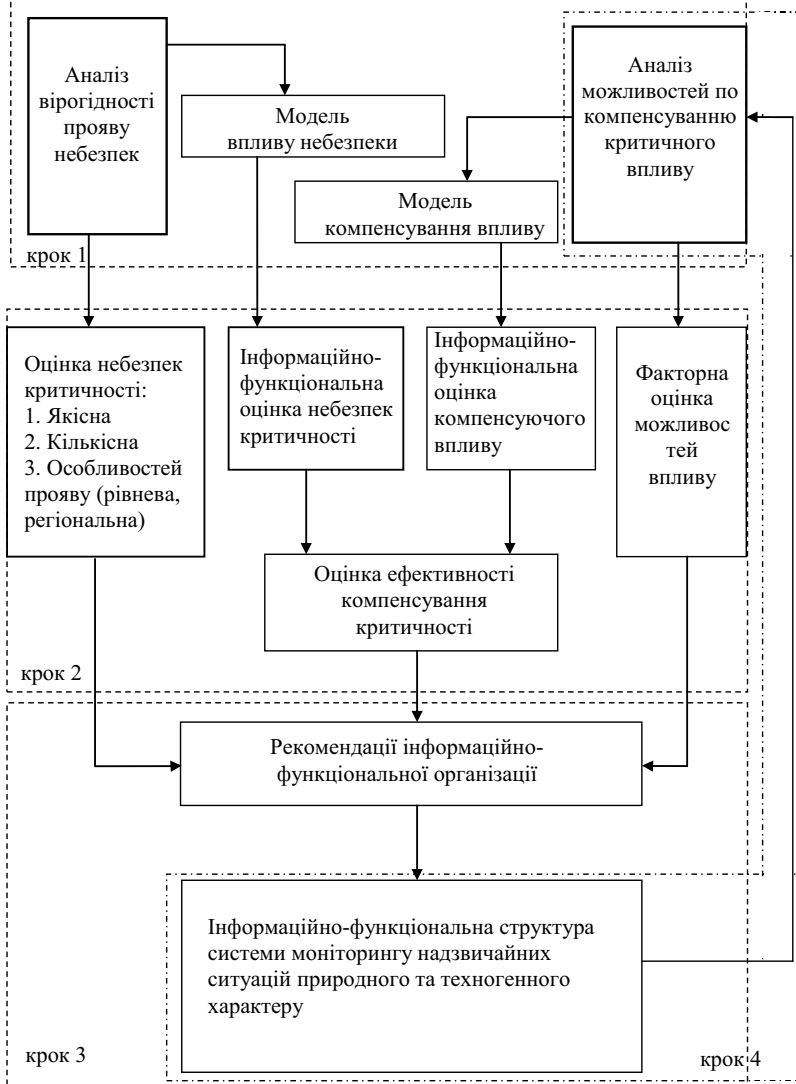 Аналіз
вірогідності
прояву
небезпек
Модель
впливу небезпеки
Аналіз
можливостей по
компенсуванню
критичного
впливу
Модель
компенсування впливу
крок 1
Оцінка небезпек
критичності:
1. Якісна
2. Кількісна
3. Особливостей
прояву (рівнева,
регіональна)
Інформаційно-
функціональна
оцінка небезпек
критичності
Інформаційно-
функціональна
оцінка
компенсуючого
впливу
Факторна
оцінка
можливос
тей
впливу
Оцінка ефективності
компенсування
критичності
крок 2
Рекомендації інформаційно-
функціональної організації
Інформаційно-функціональна структура
системи моніторингу надзвичайних
ситуацій природного та техногенного
характеру
крок 3
крок 4